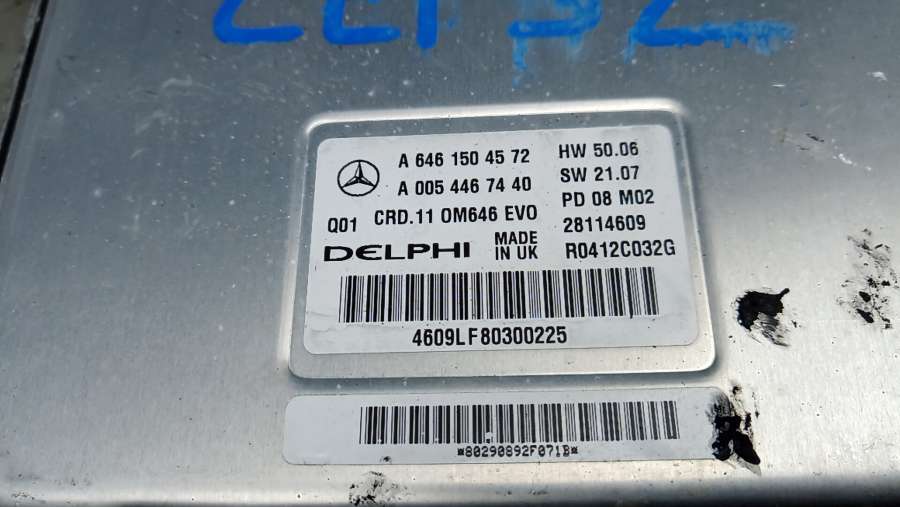 A 646 150 45 72 HW 50.06
A 005 446 74 40 SW 21.07
Q01 CRD.11 OM646 EVO PD 08 M02
28114609
DELPHI MADE IN UK R0412C032G
4609LF80300225
*80290892F071B*